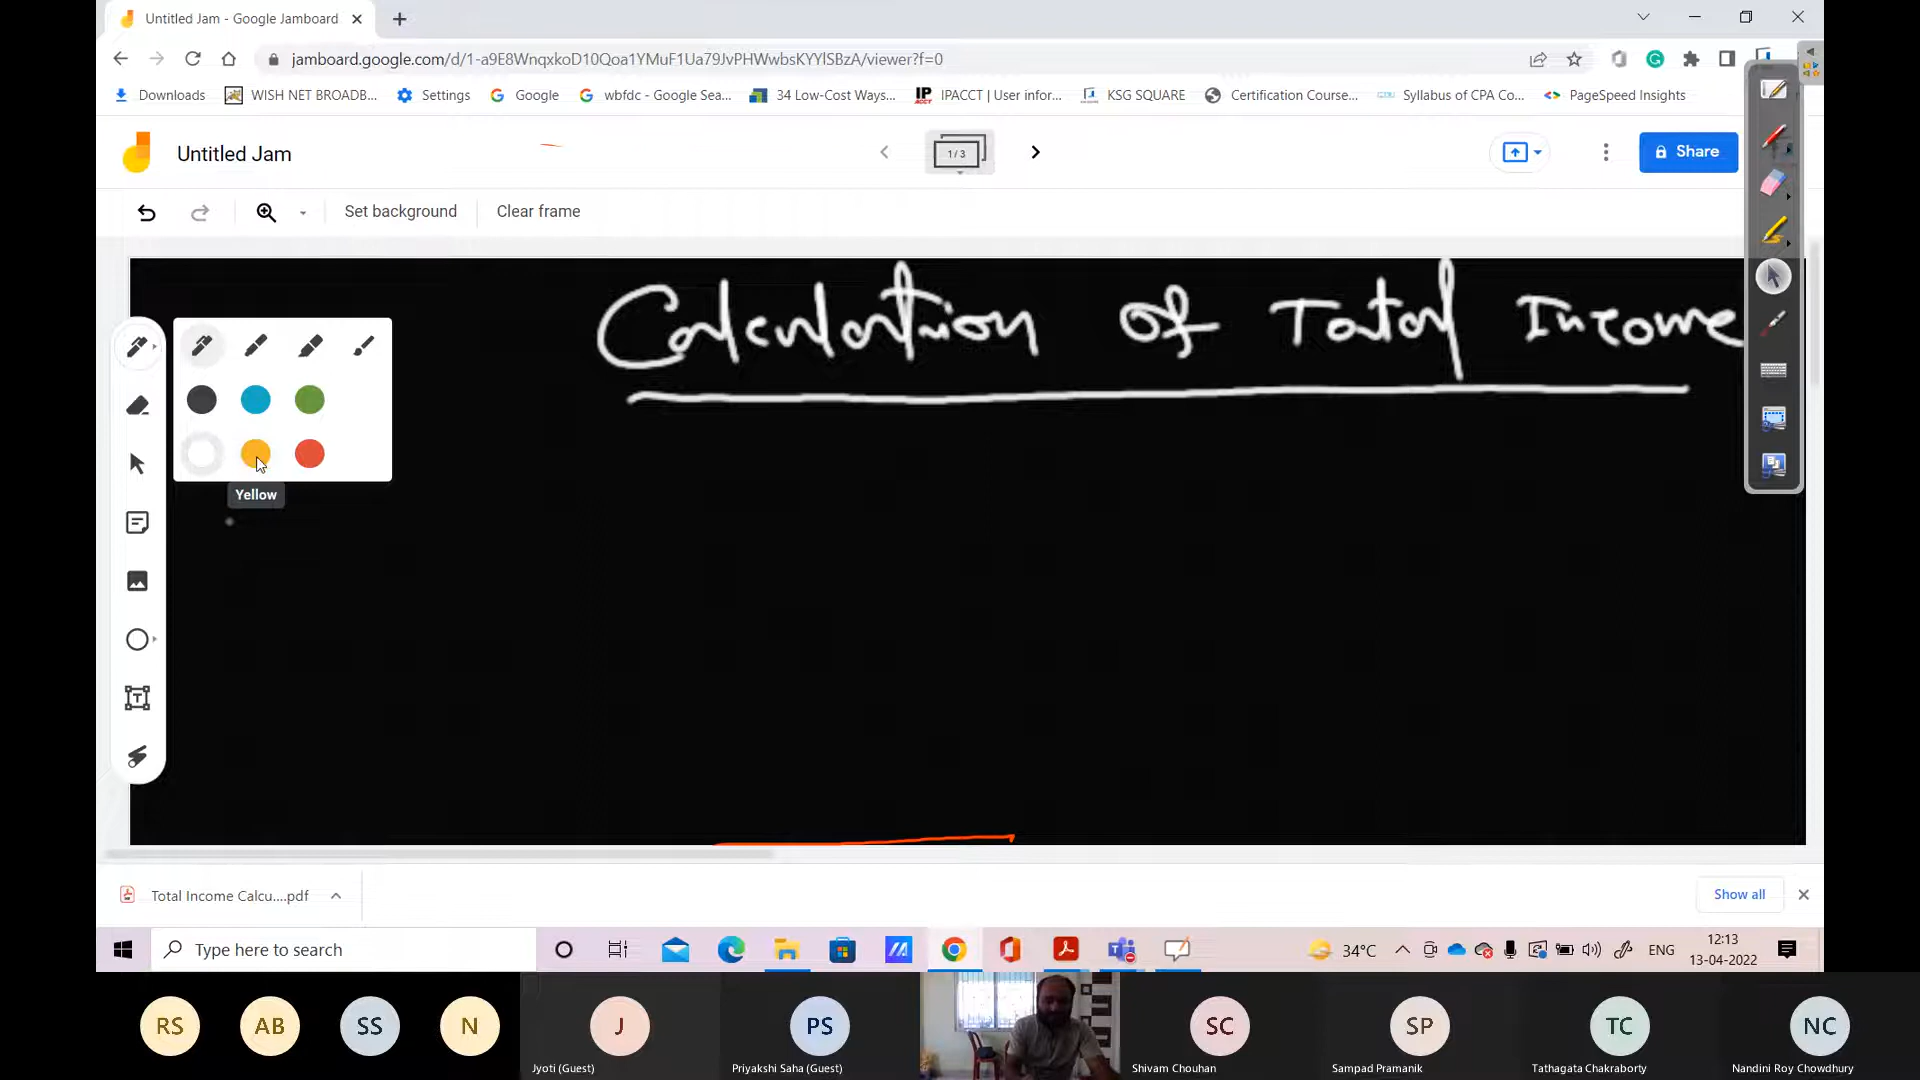 Untitled Jam - Google Jamboard
jamboard.google.com/d/1-a9E8WnqxkoD10Qoa1YMuF1Ua79JvPHWwbsKYYlSBzA/viewer?f=0
Downloads WISH NET BROADB... Settings Google wbfdc - Google Sea... 34 Low-Cost Ways... IP IPACCT | User infor... KSG SQUARE Certification Course... Syllabus of CPA Co... PageSpeed Insights
Untitled Jam 1 / 3 Share
Set background Clear frame
Calculation of Total Income
Yellow
Total Income Calcu....pdf Show all
Type here to search 34°C ENG 12:13
13-04-2022
RS AB SS N J PS SC SP TC NC
Jyoti (Guest) Priyakshi Saha (Guest) Shivam Chouhan Sampad Pramanik Tathagata Chakraborty Nandini Roy Chowdhury